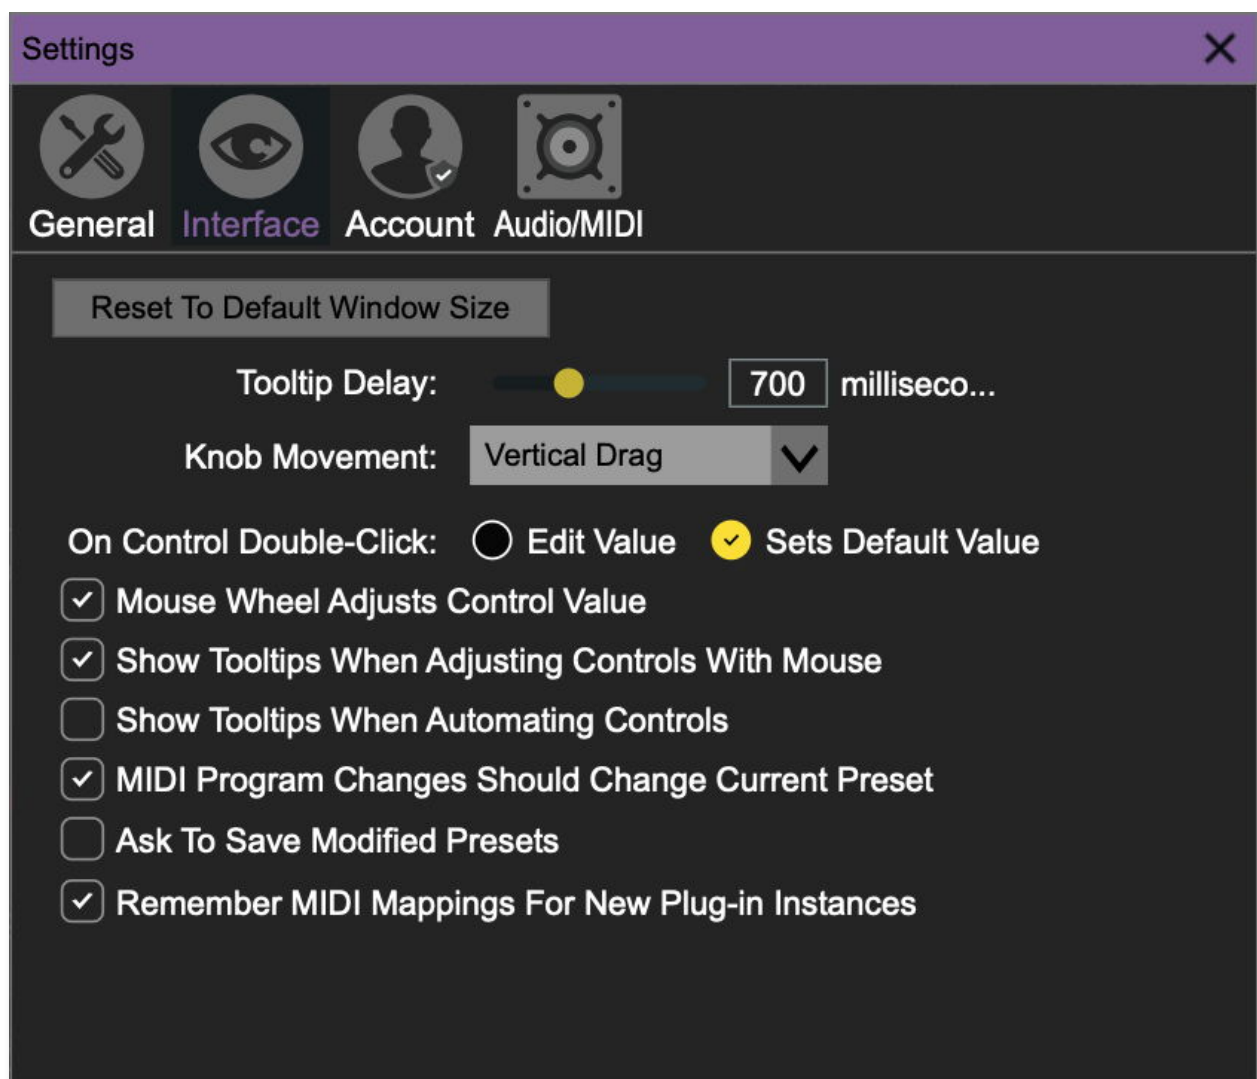 Settings
General Interface Account Audio/MIDI
Reset To Default Window Size
Tooltip Delay: 700 milliseco...
Knob Movement: Vertical Drag
On Control Double-Click: Edit Value Sets Default Value
Mouse Wheel Adjusts Control Value
Show Tooltips When Adjusting Controls With Mouse
Show Tooltips When Automating Controls
MIDI Program Changes Should Change Current Preset
Ask To Save Modified Presets
Remember MIDI Mappings For New Plug-in Instances